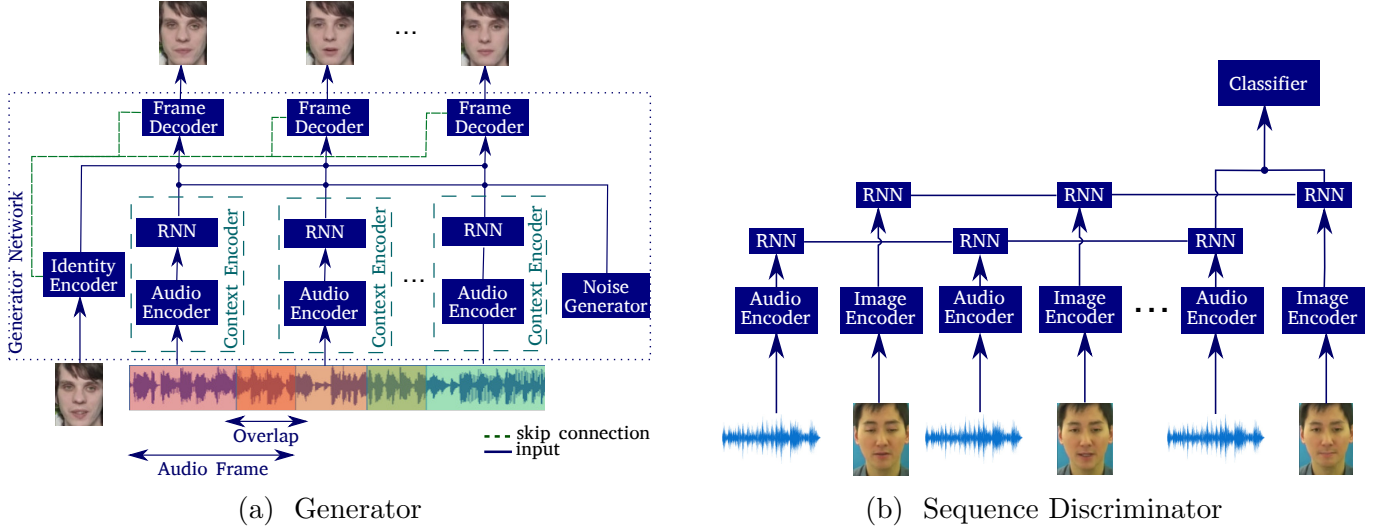 ...
Frame
Decoder
Frame
Decoder
Frame
Decoder
Generator Network
RNN
RNN
RNN
Context Encoder
Context Encoder
Context Encoder
Identity
Encoder
Audio
Encoder
Audio
Encoder
...
Audio
Encoder
Noise
Generator
Overlap
Audio Frame
skip connection
input
(a) Generator
Classifier
RNN
RNN
RNN
RNN
RNN
RNN
Audio
Encoder
Image
Encoder
Audio
Encoder
Image
Encoder
...
Audio
Encoder
Image
Encoder
(b) Sequence Discriminator